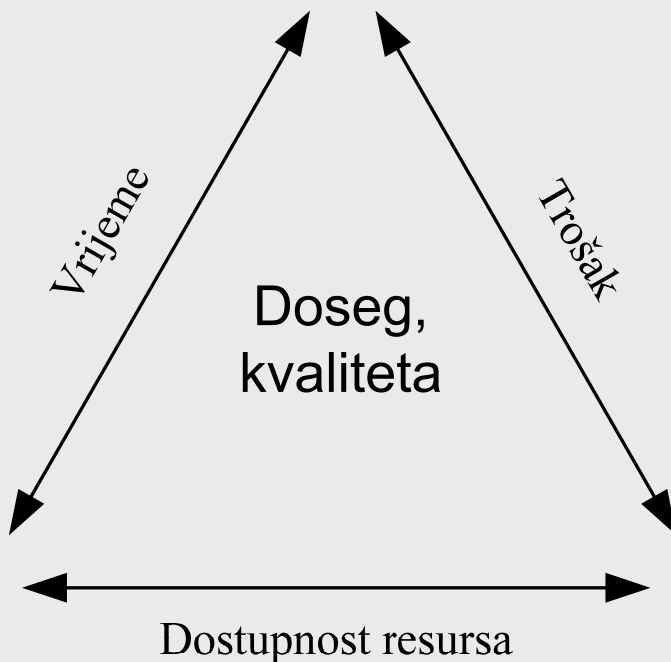 Vrijeme
Trošak
Doseg,
kvaliteta
Dostupnost resursa